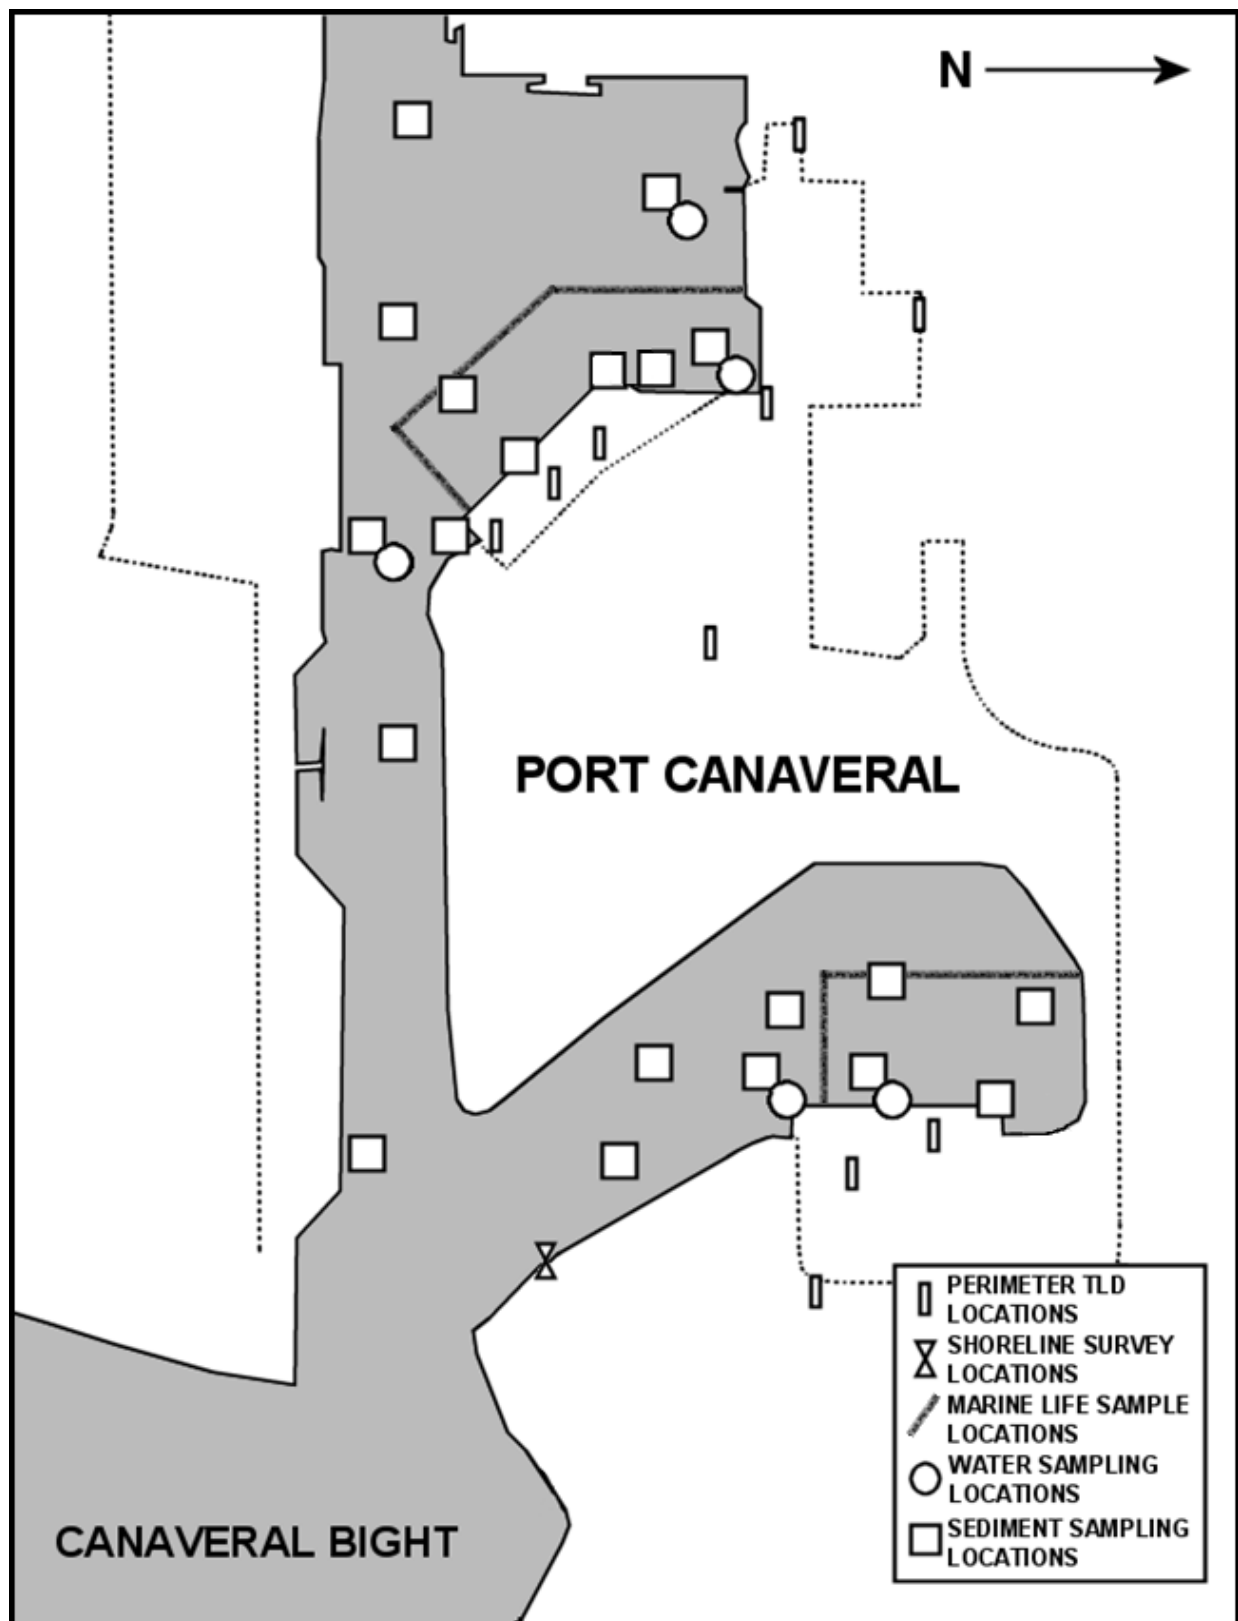 N
PORT CANAVERAL
PERIMETER TLD
LOCATIONS
SHORELINE SURVEY
LOCATIONS
MARINE LIFE SAMPLE
LOCATIONS
WATER SAMPLING
LOCATIONS
SEDIMENT SAMPLING
LOCATIONS
CANAVERAL BIGHT